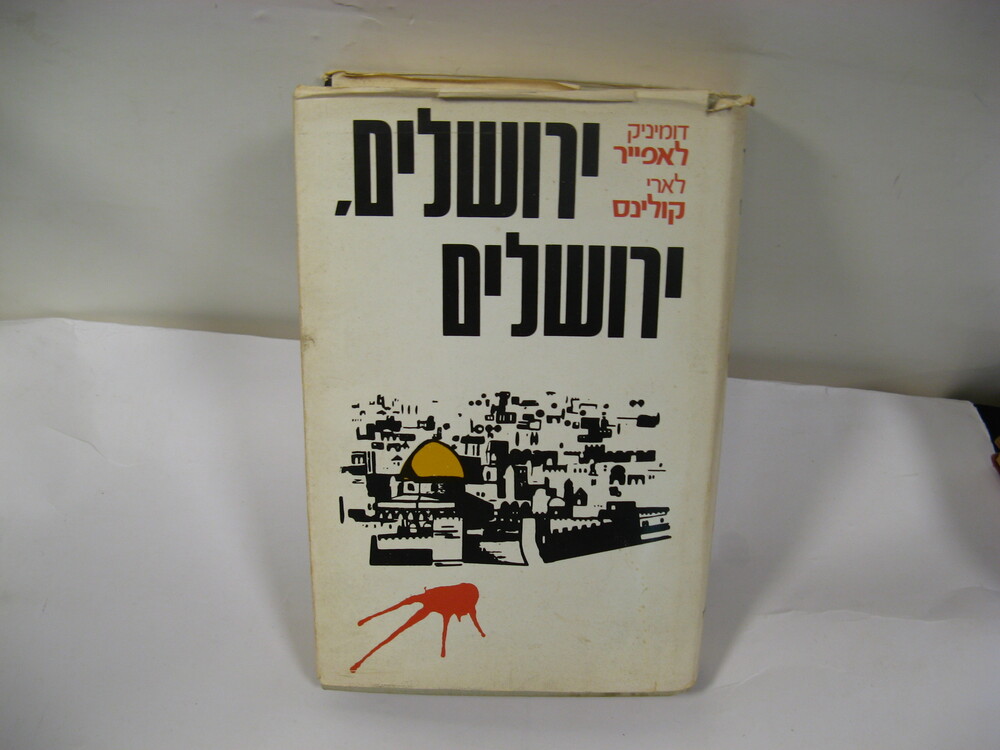 דומיניק
לאפייר
לארי
קולינס
ירושלים,
ירושלים